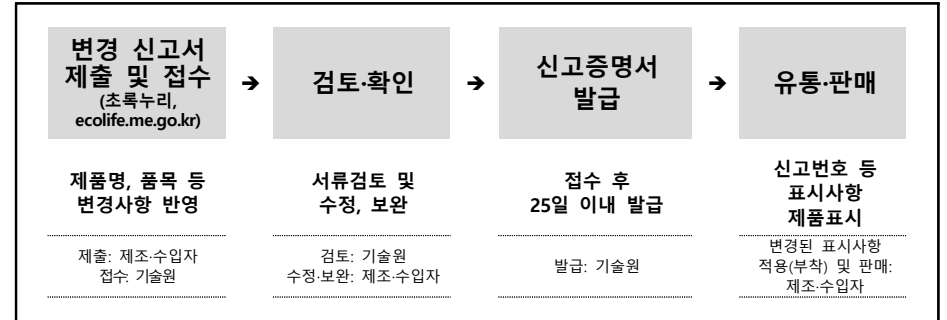 변경 신고서
제출 및 접수
(초록누리,
ecolife.me.go.kr)
➔
검토·확인
➔
신고증명서
발급
➔
유통·판매
제품명, 품목 등
변경사항 반영
서류검토 및
수정, 보완
접수 후
25일 이내 발급
신고번호 등
표시사항
제품표시
제출: 제조·수입자
접수: 기술원
검토: 기술원
수정·보완: 제조·수입자
발급: 기술원
변경된 표시사항
적용(부착) 및 판매:
제조·수입자